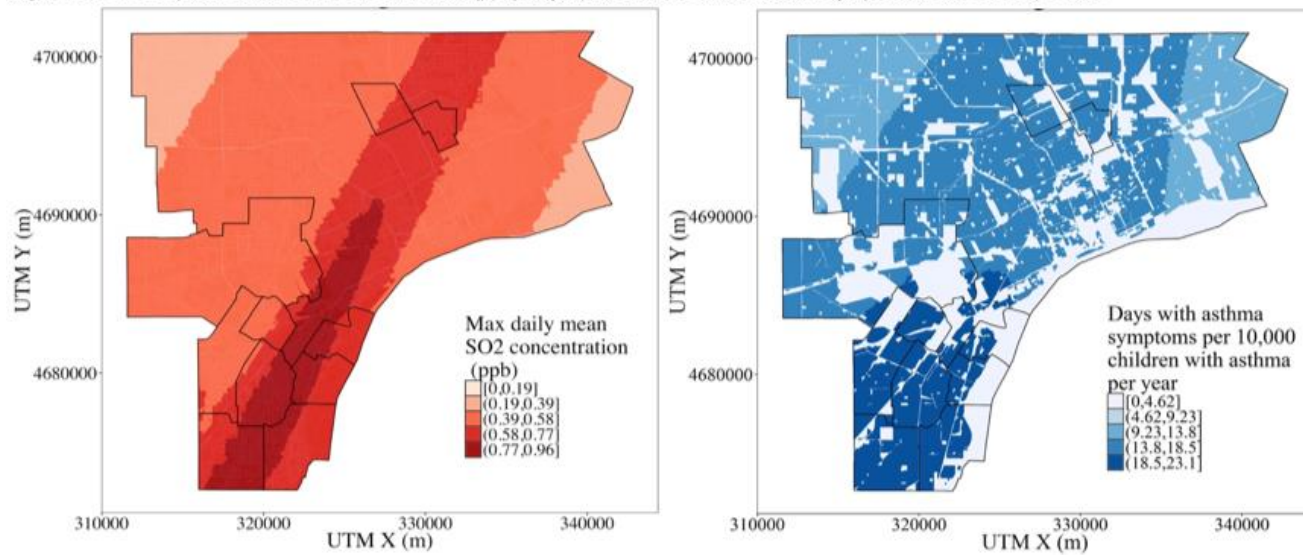 4700000
4690000
4680000
UTM Y (m)
310000
320000
330000
340000
UTM X (m)
Max daily mean
SO2 concentration
(ppb)
[0,0.19]
(0.19,0.39]
(0.39,0.58]
(0.58,0.77]
(0.77,0.96]
4700000
4690000
4680000
UTM Y (m)
310000
320000
330000
340000
UTM X (m)
Days with asthma
symptoms per 10,000
children with asthma
per year
[0,4.62]
(4.62,9.23]
(9.23,13.8]
(13.8,18.5]
(18.5,23.1]